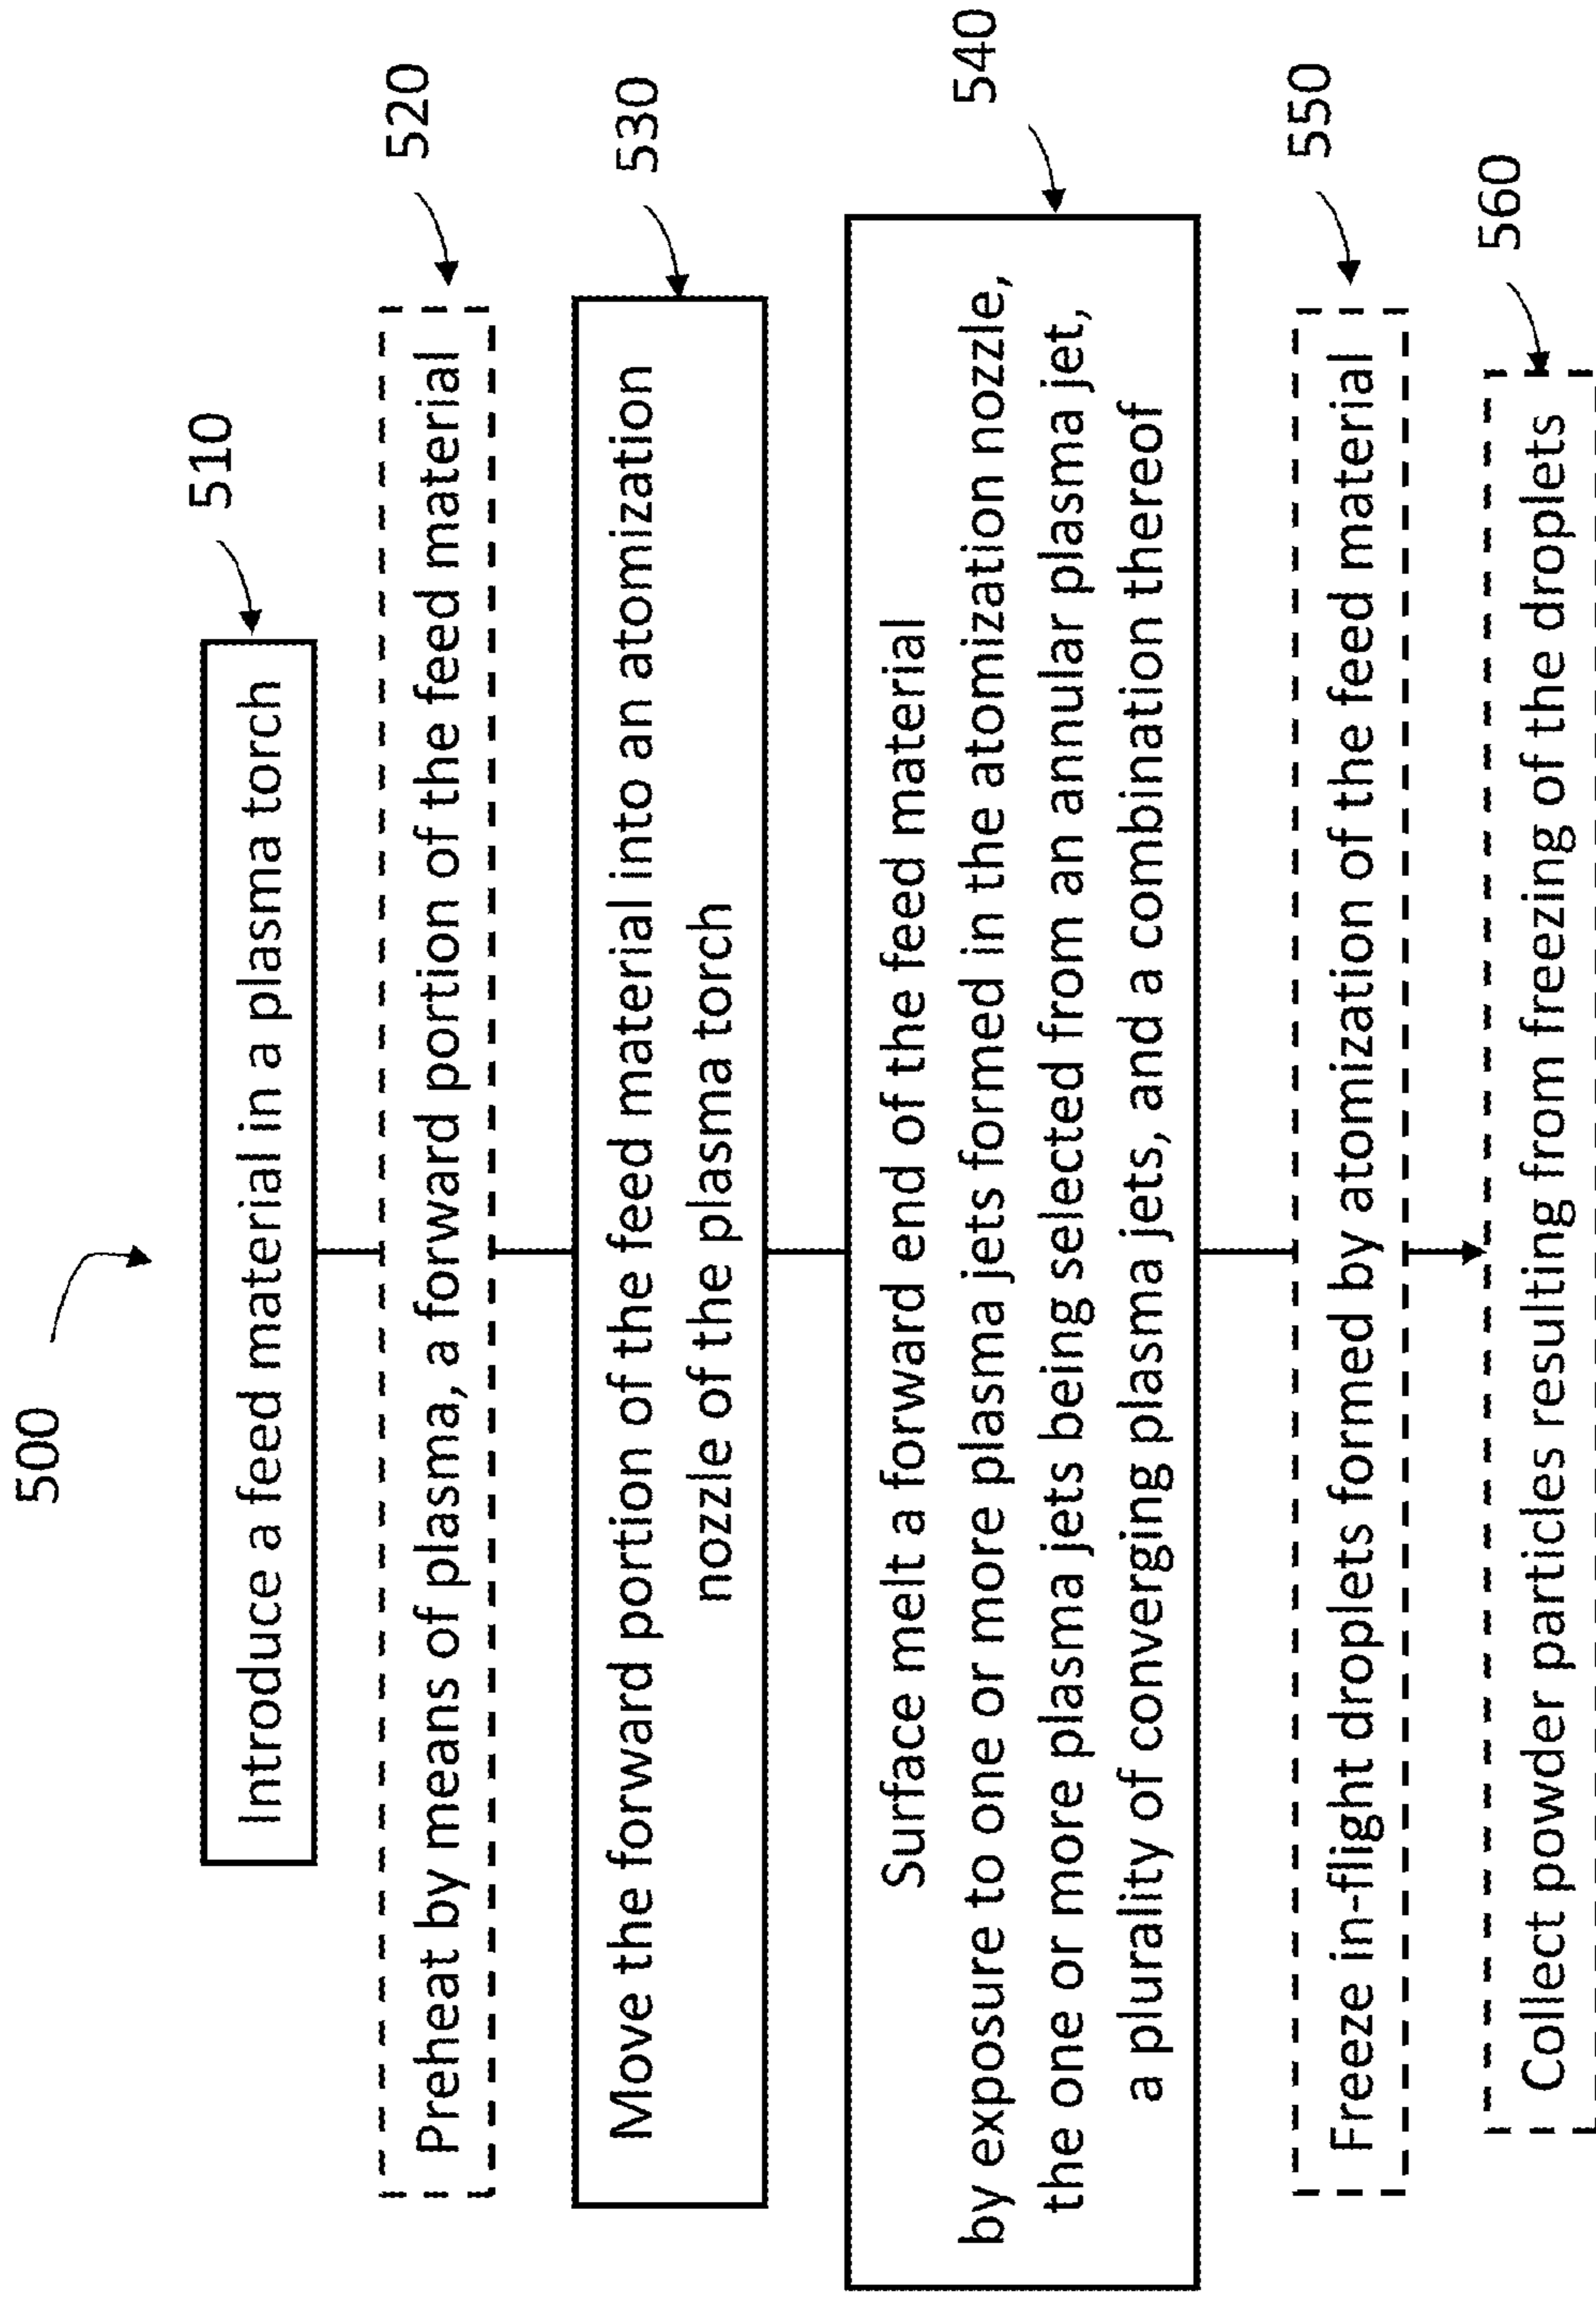 500
510
Introduce a feed material in a plasma torch
520
Preheat by means of plasma, a forward portion of the feed material
530
Move the forward portion of the feed material into an atomization
nozzle of the plasma torch
540
Surface melt a forward end of the feed material
by exposure to one or more plasma jets formed in the atomization nozzle,
the one or more plasma jets being selected from an annular plasma jet,
a plurality of converging plasma jets, and a combination thereof
550
Freeze in-flight droplets formed by atomization of the feed material
560
Collect powder particles resulting from freezing of the droplets